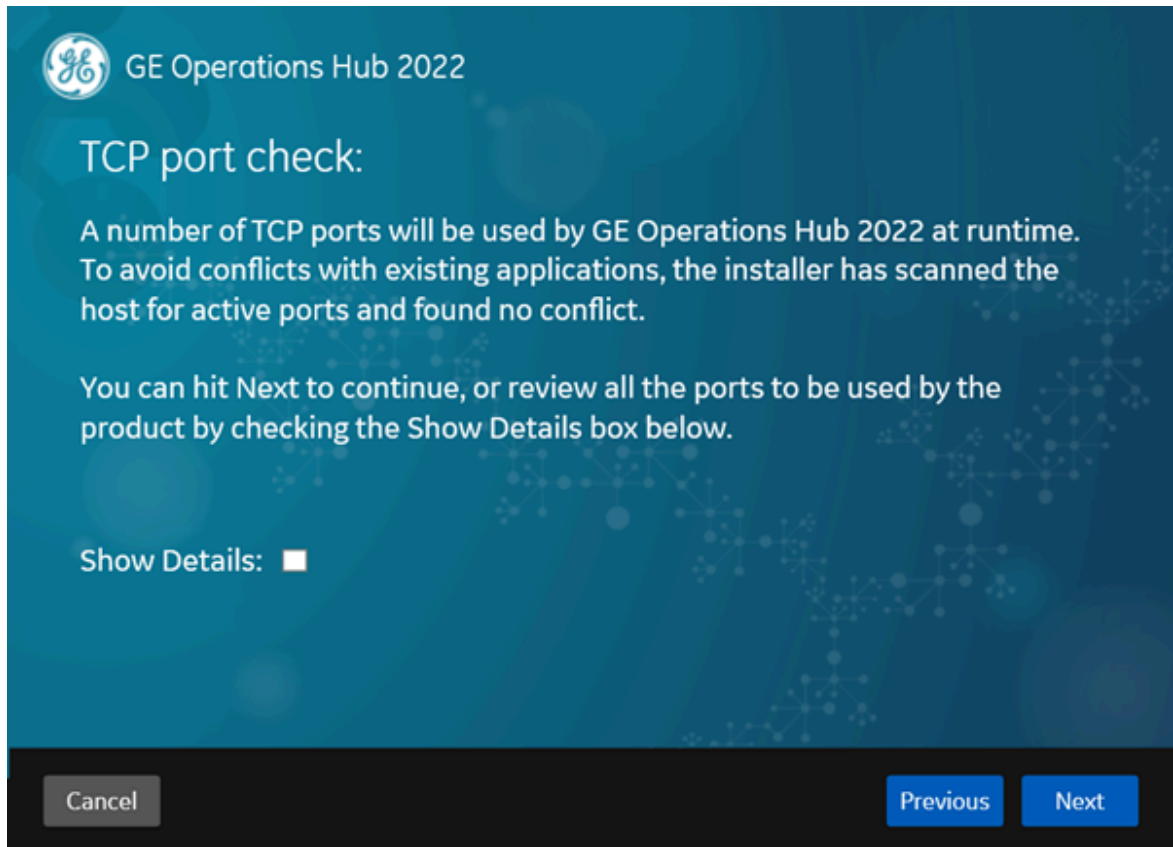 GE Operations Hub 2022
TCP port check:
A number of TCP ports will be used by GE Operations Hub 2022 at runtime.
To avoid conflicts with existing applications, the installer has scanned the
host for active ports and found no conflict.
You can hit Next to continue, or review all the ports to be used by the
product by checking the Show Details box below.
Show Details:
Cancel
Previous
Next